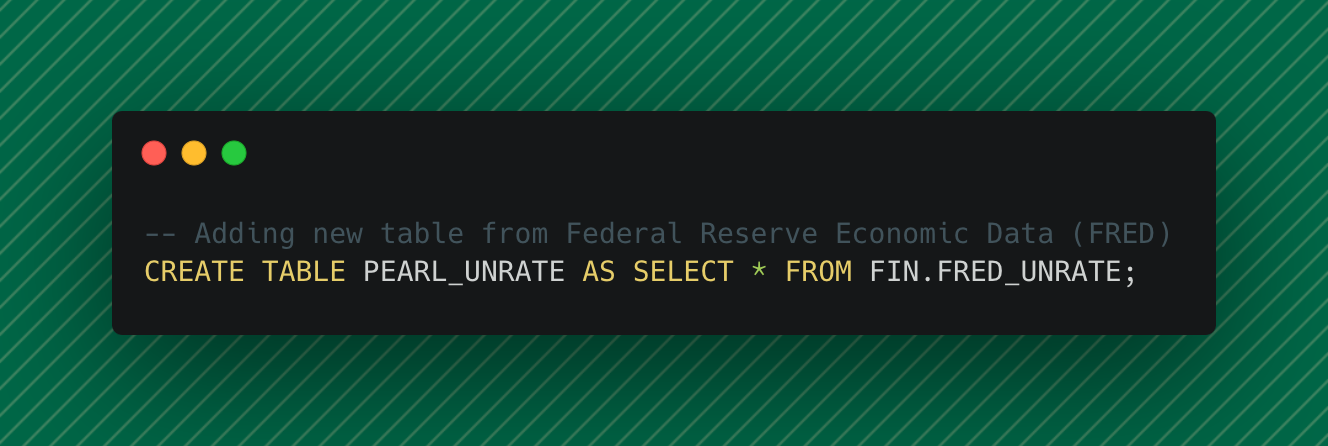 -- Adding new table from Federal Reserve Economic Data (FRED)
CREATE TABLE PEARL_UNRATE AS SELECT * FROM FIN.FRED_UNRATE;